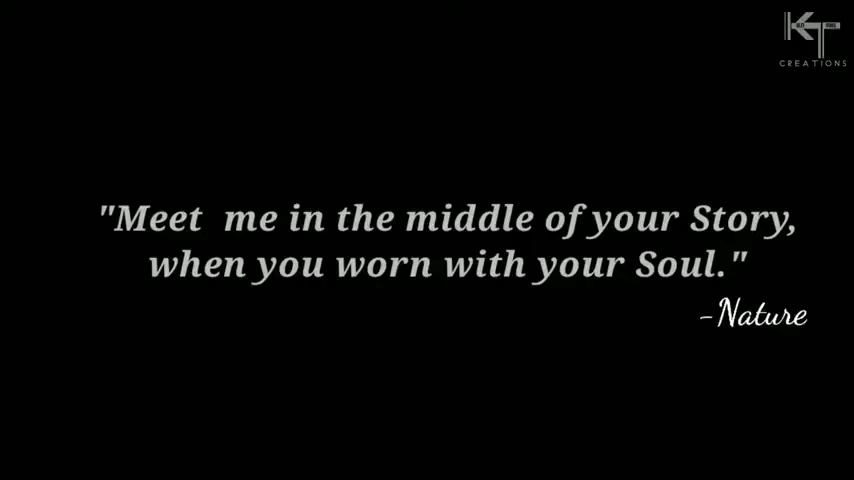 KT
CREATIONS
"Meet me in the middle of your Story,
when you worn with your Soul."
-Nature